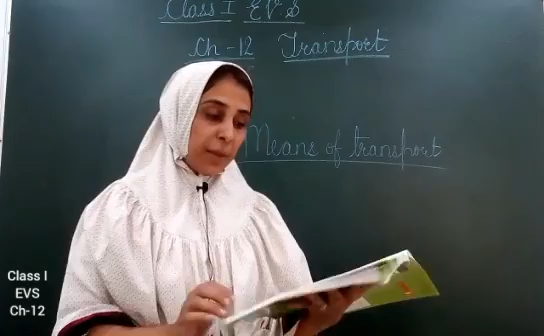 Class I EVS
Ch-12 Transport
Means of transport
Class I
EVS
Ch-12